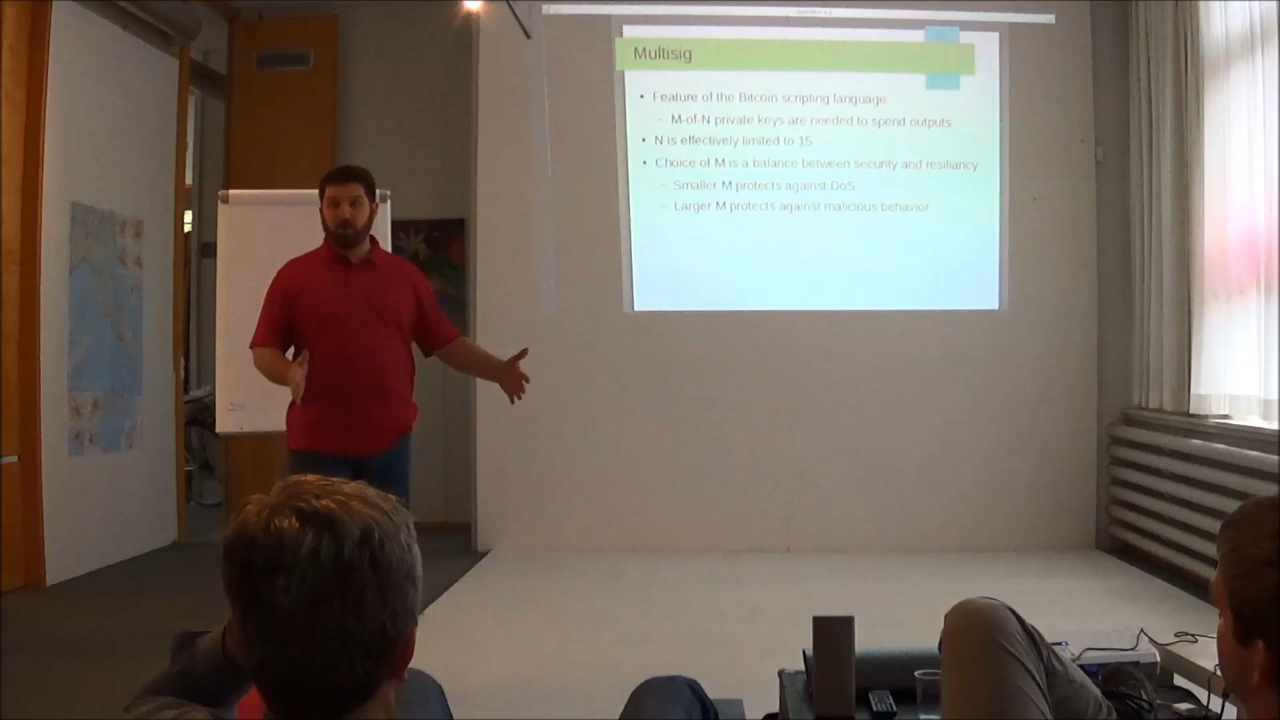 Multisig
• Feature of the Bitcoin scripting language
– M-of-N private keys are needed to spend outputs
• N is effectively limited to 15
• Choice of M is a balance between security and resiliancy
– Smaller M protects against DoS
– Larger M protects against malicious behavior